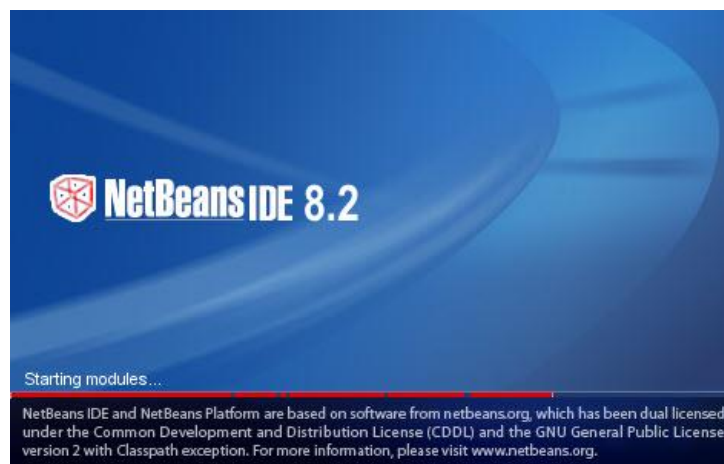 NetBeans IDE 8.2
Starting modules...
NetBeans IDE and NetBeans Platform are based on software from netbeans.org, which has been dual licensed
under the Common Development and Distribution License (CDDL) and the GNU General Public License
version 2 with Classpath exception. For more information, please visit www.netbeans.org.